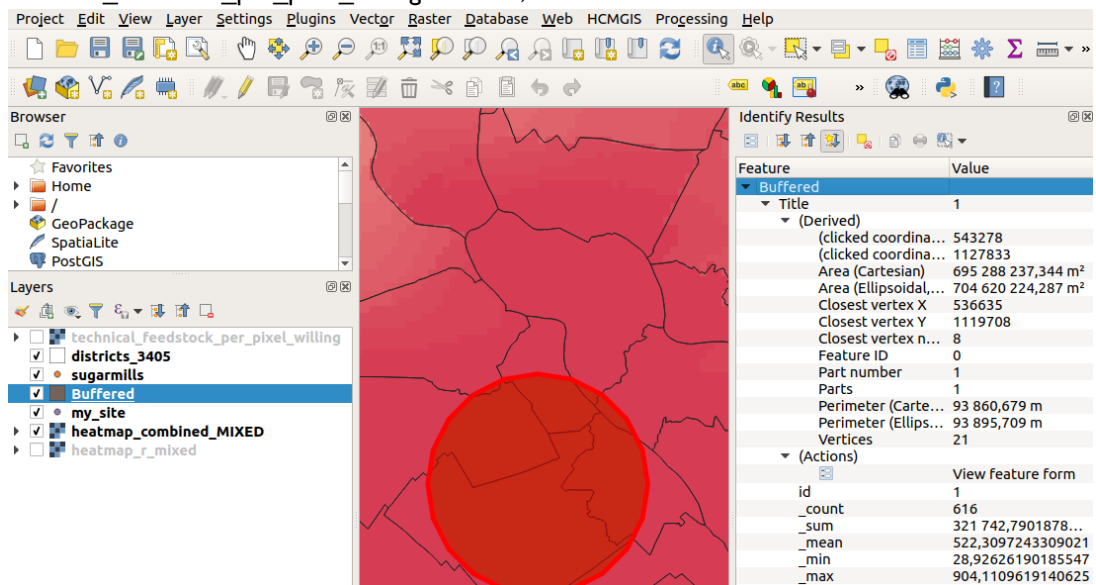 Project Edit View Layer Settings Plugins Vector Raster Database Web HCMGIS Processing Help
abc
ab
»
»
Browser
Favorites
Home
/
GeoPackage
SpatiaLite
PostGIS
Layers
technical_feedstock_per_pixel_willing
districts_3405
sugarmills
Buffered
my_site
heatmap_combined_MIXED
heatmap_r_mixed
Identify Results
Feature Value
Buffered
Title 1
(Derived)
(clicked coordina... 543278
(clicked coordina... 1127833
Area (Cartesian) 695 288 237,344 m²
Area (Ellipsoidal,... 704 620 224,287 m²
Closest vertex X 536635
Closest vertex Y 1119708
Closest vertex n... 8
Feature ID 0
Part number 1
Parts 1
Perimeter (Carte... 93 860,679 m
Perimeter (Ellips... 93 895,709 m
Vertices 21
(Actions)
View feature form
id 1
_count 616
_sum 321 742,7901878...
_mean 522,3097243309021
_min 28,92626190185547
_max 904,1109619140625